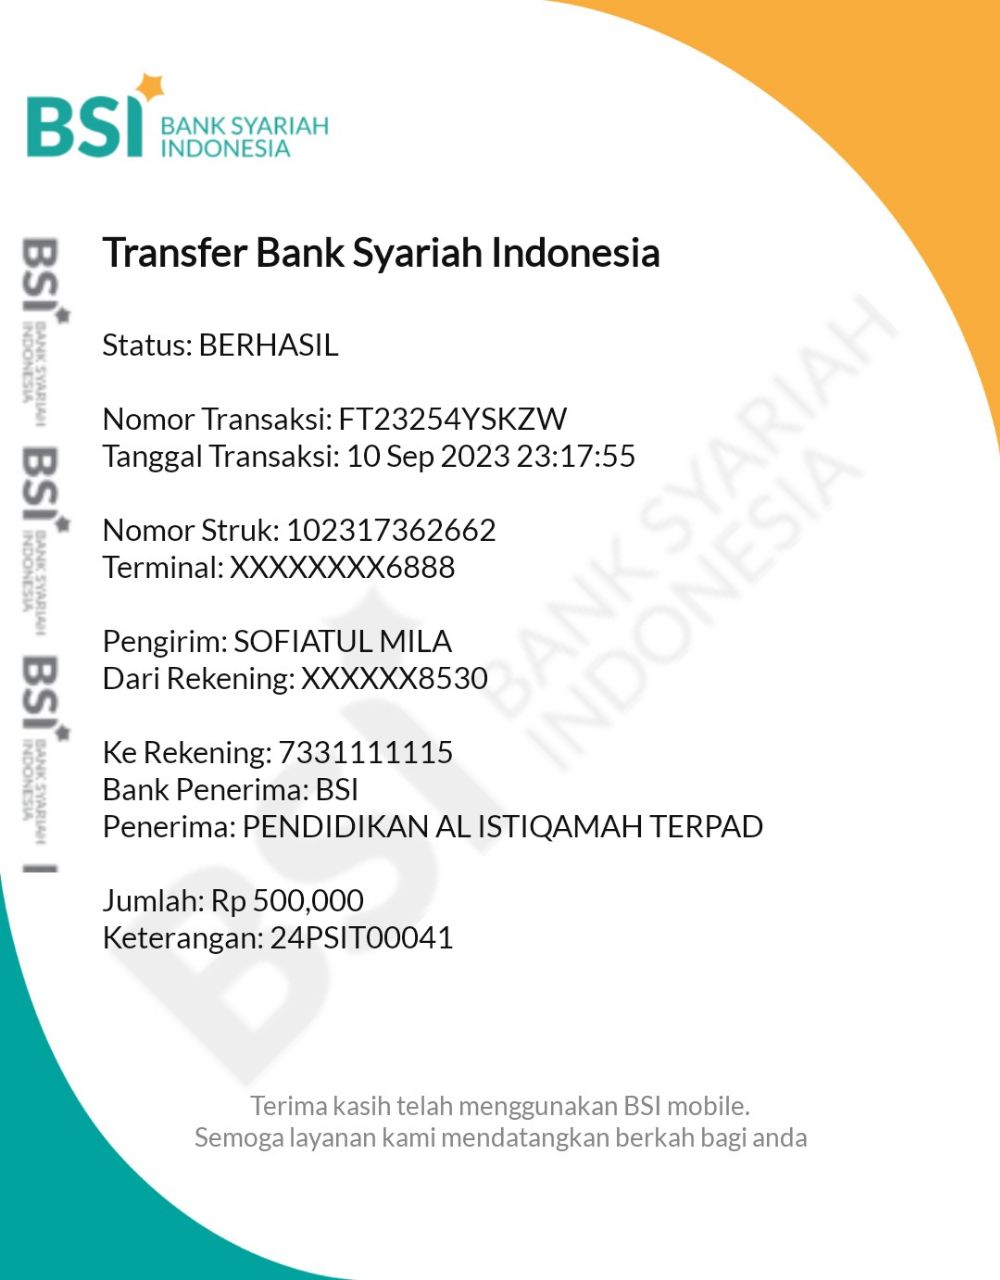 BSI BANK SYARIAH
INDONESIA
Transfer Bank Syariah Indonesia
Status: BERHASIL
Nomor Transaksi: FT23254YSKZW
Tanggal Transaksi: 10 Sep 2023 23:17:55
Nomor Struk: 102317362662
Terminal: XXXXXXXX6888
Pengirim: SOFIATUL MILA
Dari Rekening: XXXXXX8530
Ke Rekening: 7331111115
Bank Penerima: BSI
Penerima: PENDIDIKAN AL ISTIQAMAH TERPAD
Jumlah: Rp 500,000
Keterangan: 24PSIT00041
Terima kasih telah menggunakan BSI mobile.
Semoga layanan kami mendatangkan berkah bagi anda
BSI BANK SYARIAH
INDONESIA
BSI BANK SYARIAH
INDONESIA
BSI BANK SYARIAH
INDONESIA
BSI BANK SYARIAH
INDONESIA